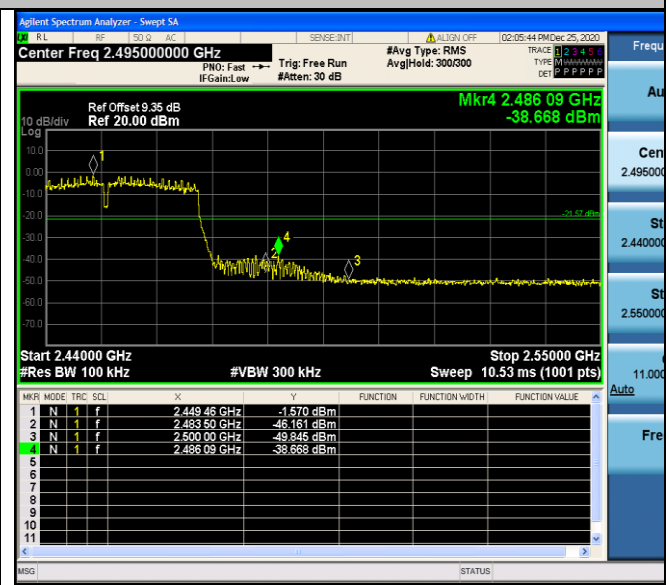 Agilent Spectrum Analyzer - Swept SA
RL RF 50 Ω AC SENSE:INT ALIGN OFF 02:05:44 PM Dec 25, 2020
Center Freq 2.495000000 GHz
PNO: Fast
IFGain:Low
Trig: Free Run
#Atten: 30 dB
#Avg Type: RMS
Avg|Hold: 300/300
TRACE 1 2 3 4 5 6
TYPE M
DET P P P P P P
Ref Offset 9.35 dB
10 dB/div Ref 20.00 dBm
Log
Mkr4 2.486 09 GHz
-38.668 dBm
10.0
0.00
-10.0
-20.0
-30.0
-40.0
-50.0
-60.0
-70.0
1
2
4
3
-21.57 dBm
Start 2.44000 GHz Stop 2.55000 GHz
#Res BW 100 kHz #VBW 300 kHz Sweep 10.53 ms (1001 pts)
MKR MODE TRC SCL X Y FUNCTION FUNCTION WIDTH FUNCTION VALUE
1 N 1 f 2.449 46 GHz -1.570 dBm
2 N 1 f 2.483 50 GHz -46.161 dBm
3 N 1 f 2.500 00 GHz -49.845 dBm
4 N 1 f 2.486 09 GHz -38.668 dBm
5
6
7
8
9
10
11
MSG STATUS
Frequ
Au
Cen
2.495000
St
2.440000
St
2.550000
11.000
Auto
Fre